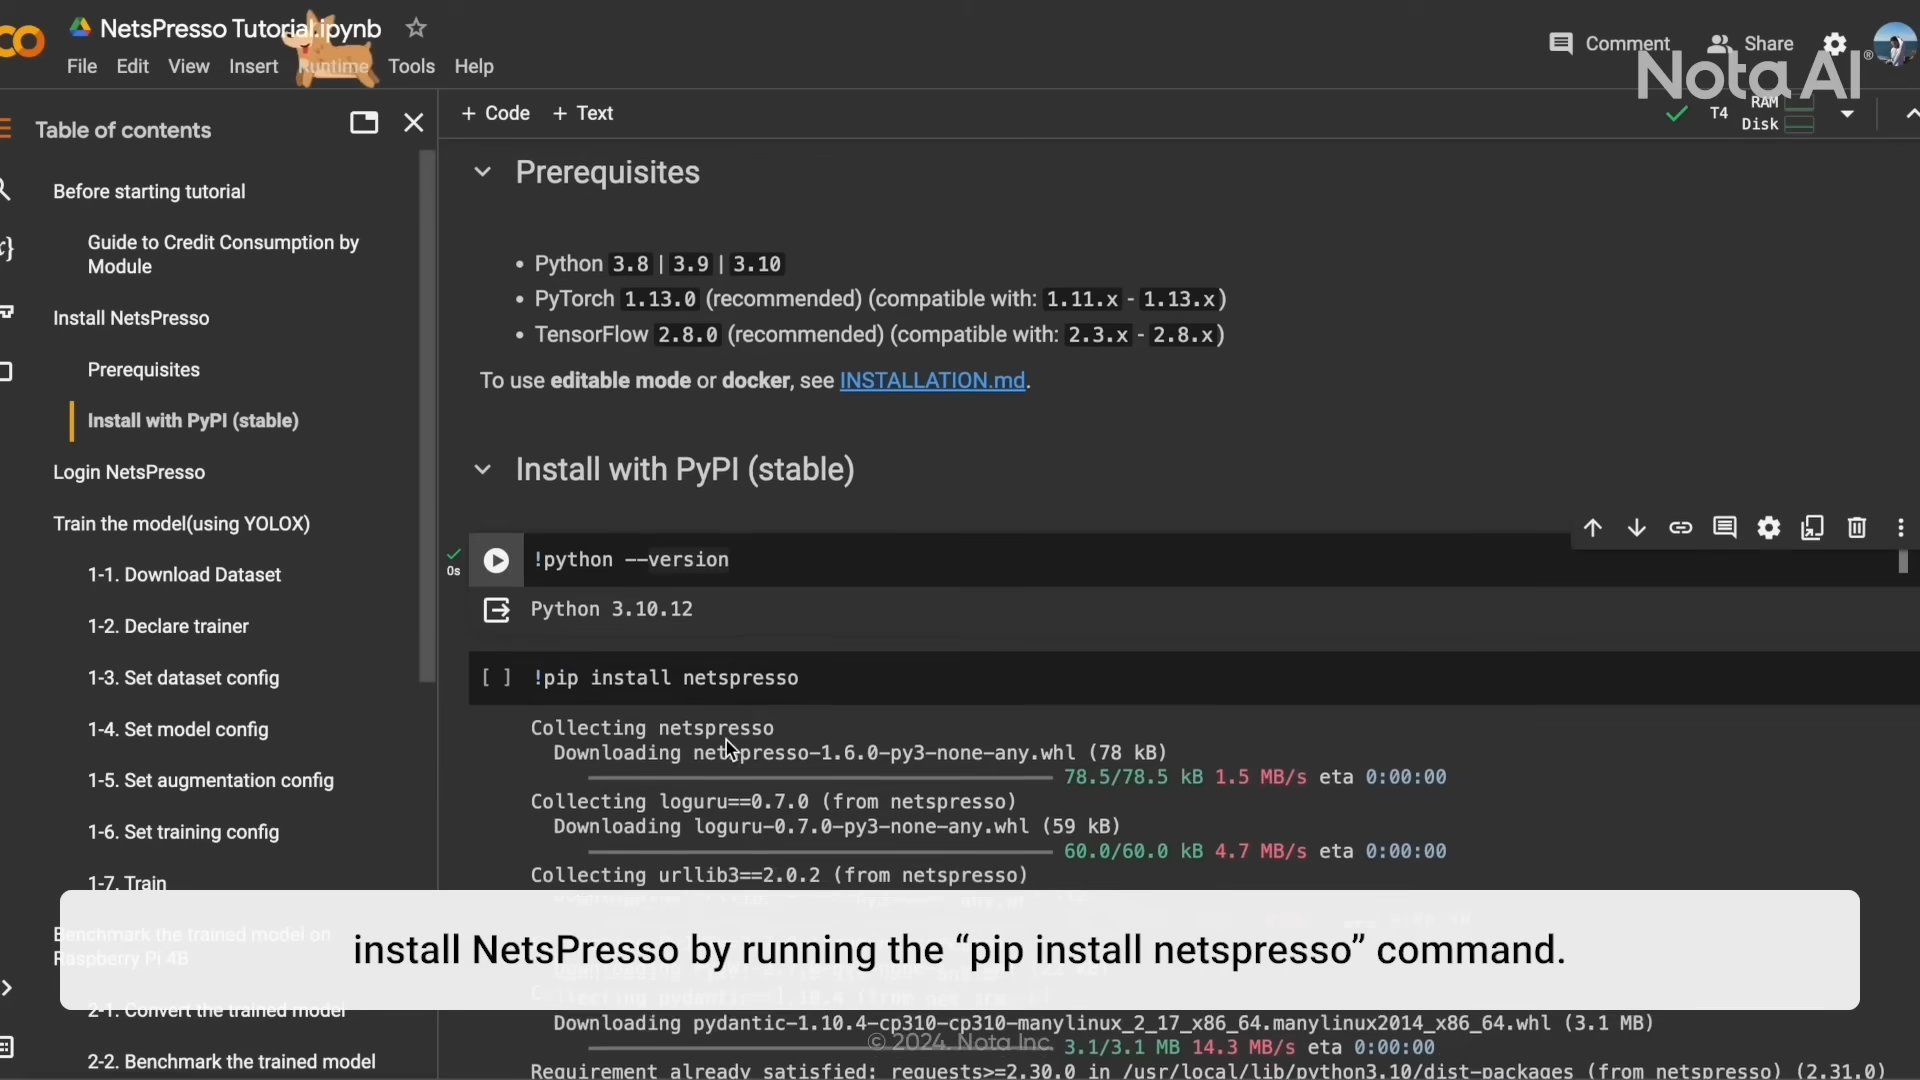 NetsPresso Tutorial.ipynb
File Edit View Insert Runtime Tools Help
Comment
Share
Nota AI®
T4
RAM
Disk
Table of contents
Before starting tutorial
Guide to Credit Consumption by
Module
Install NetsPresso
Prerequisites
Install with PyPI (stable)
Login NetsPresso
Train the model(using YOLOX)
1-1. Download Dataset
1-2. Declare trainer
1-3. Set dataset config
1-4. Set model config
1-5. Set augmentation config
1-6. Set training config
1-7. Train
Benchmark the trained model on
Raspberry Pi 4B
2-1. Convert the trained model
2-2. Benchmark the trained model
+ Code + Text
Prerequisites
• Python 3.8 | 3.9 | 3.10
• PyTorch 1.13.0 (recommended) (compatible with: 1.11.x - 1.13.x)
• TensorFlow 2.8.0 (recommended) (compatible with: 2.3.x - 2.8.x)
To use editable mode or docker, see INSTALLATION.md.
Install with PyPI (stable)
0s
!python --version
Python 3.10.12
[ ] !pip install netspresso
Collecting netspresso
Downloading netspresso-1.6.0-py3-none-any.whl (78 kB)
78.5/78.5 kB 1.5 MB/s eta 0:00:00
Collecting loguru==0.7.0 (from netspresso)
Downloading loguru-0.7.0-py3-none-any.whl (59 kB)
60.0/60.0 kB 4.7 MB/s eta 0:00:00
Collecting urllib3==2.0.2 (from netspresso)
install NetsPresso by running the “pip install netspresso” command.
Downloading pydantic-1.10.4-cp310-cp310-manylinux_2_17_x86_64.manylinux2014_x86_64.whl (3.1 MB)
© 2024. Nota Inc.
3.1/3.1 MB 14.3 MB/s eta 0:00:00
Requirement already satisfied: requests>=2.30.0 in /usr/local/lib/python3.10/dist-packages (from netspresso) (2.31.0)